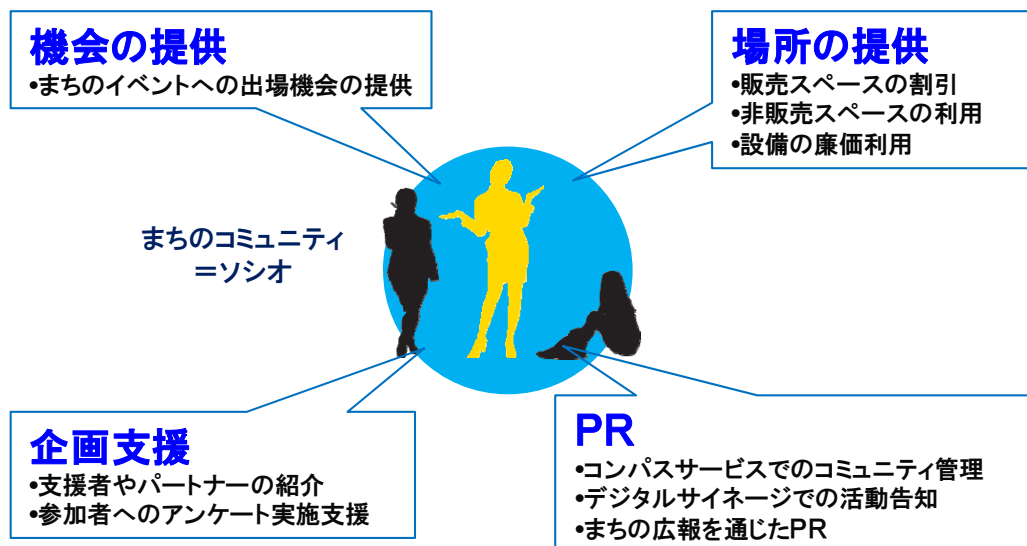 機会の提供
•まちのイベントへの出場機会の提供
場所の提供
•販売スペースの割引
•非販売スペースの利用
•設備の廉価利用
まちのコミュニティ
＝ソシオ
企画支援
•支援者やパートナーの紹介
•参加者へのアンケート実施支援
PR
•コンパスサービスでのコミュニティ管理
•デジタルサイネージでの活動告知
•まちの広報を通じたPR